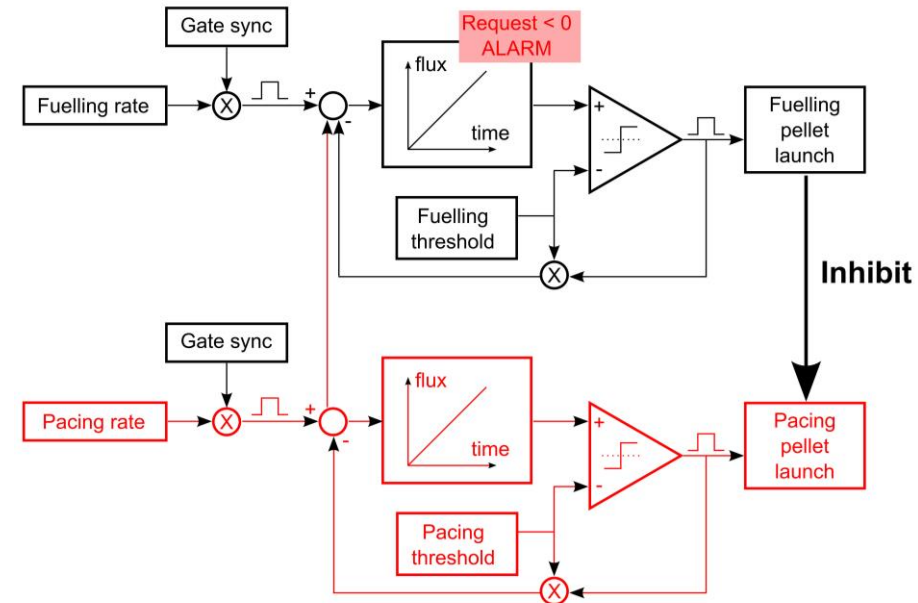 Gate sync
Request < 0
ALARM
Fuelling rate
X
+
-
flux
time
+
-
Fuelling
pellet
launch
Fuelling
threshold
X
Inhibit
Gate sync
Pacing rate
X
+
-
flux
time
+
-
Pacing
pellet
launch
Pacing
threshold
X